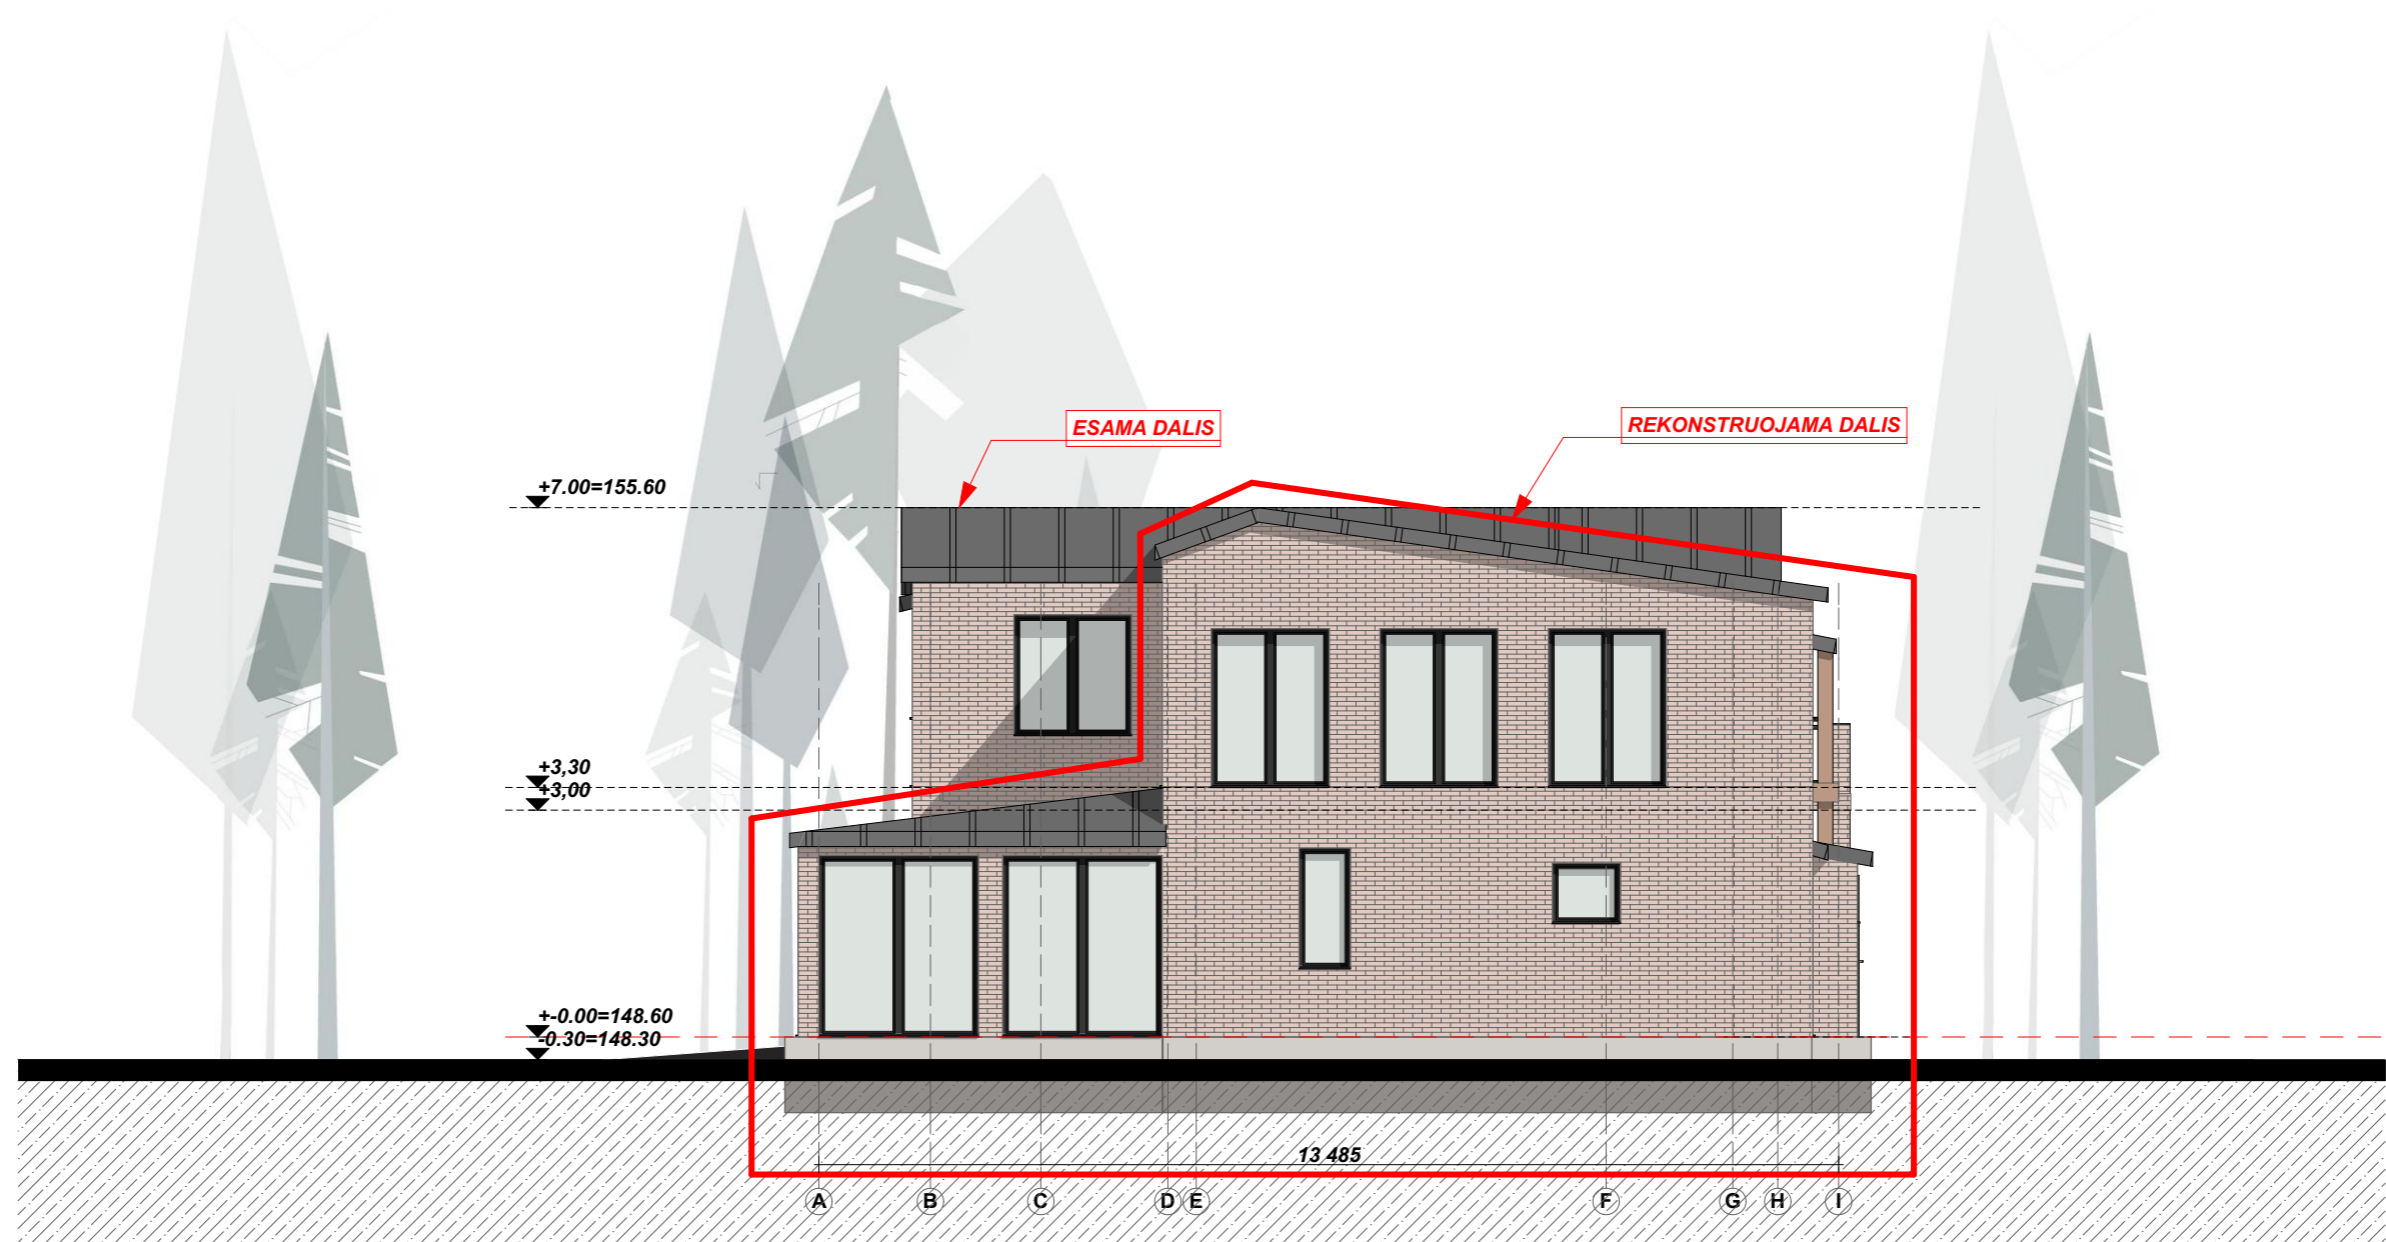 ESAMA DALIS
REKONSTRUOJAMA DALIS
+7.00=155.60
+3,30
+3,00
+-0.00=148.60
-0.30=148.30
13 485
A B C D E F G H I